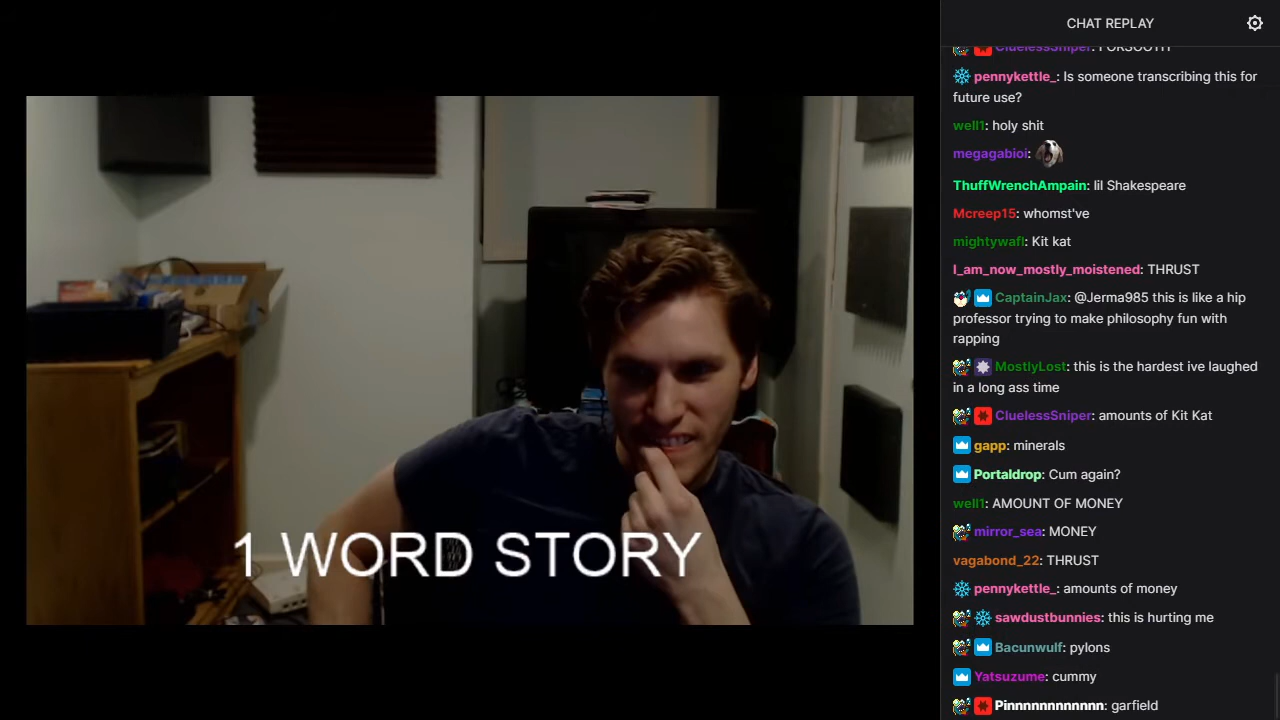 1 WORD STORY
CHAT REPLAY
CluelessSniper: FORSOOTH
pennykettle_: Is someone transcribing this for
future use?
well1: holy shit
megagabioi:
ThuffWrenchAmpain: lil Shakespeare
Mcreep15: whomst've
mightywafl: Kit kat
I_am_now_mostly_moistened: THRUST
CaptainJax: @Jerma985 this is like a hip
professor trying to make philosophy fun with
rapping
MostlyLost: this is the hardest ive laughed
in a long ass time
CluelessSniper: amounts of Kit Kat
gapp: minerals
Portaldrop: Cum again?
well1: AMOUNT OF MONEY
mirror_sea: MONEY
vagabond_22: THRUST
pennykettle_: amounts of money
sawdustbunnies: this is hurting me
Bacunwulf: pylons
Yatsuzume: cummy
Pinnnnnnnnnnnn: garfield